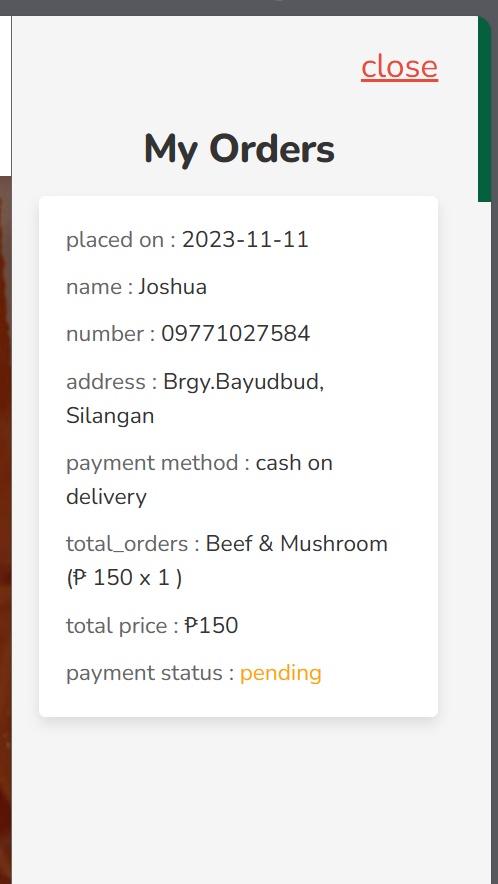 close
My Orders
placed on : 2023-11-11
name : Joshua
number : 09771027584
address : Brgy.Bayudbud,
Silangan
payment method : cash on
delivery
total_orders : Beef & Mushroom
(₱ 150 x 1 )
total price : ₱150
payment status : pending